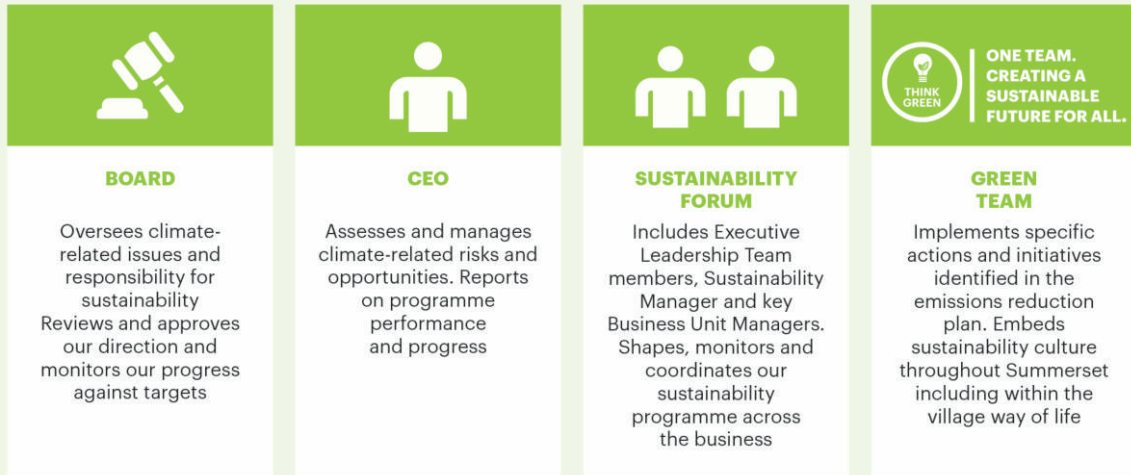 THINK
GREEN
ONE TEAM.
CREATING A
SUSTAINABLE
FUTURE FOR ALL.
BOARD
Oversees climate-
related issues and
responsibility for
sustainability
Reviews and approves
our direction and
monitors our progress
against targets
CEO
Assesses and manages
climate-related risks and
opportunities. Reports
on programme
performance
and progress
SUSTAINABILITY
FORUM
Includes Executive
Leadership Team
members, Sustainability
Manager and key
Business Unit Managers.
Shapes, monitors and
coordinates our
sustainability
programme across
the business
GREEN
TEAM
Implements specific
actions and initiatives
identified in the
emissions reduction
plan. Embeds
sustainability culture
throughout Summerset
including within the
village way of life